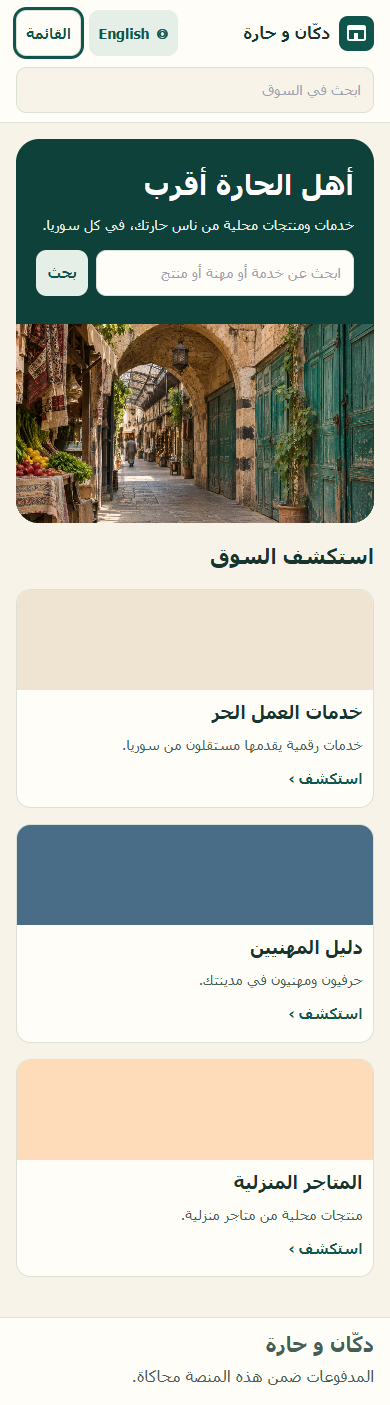 دكّان و حارة
English
القائمة
ابحث في السوق
أهل الحارة أقرب
خدمات ومنتجات محلية من ناس حارتك، في كل سوريا.
ابحث عن خدمة أو مهنة أو منتج
بحث
استكشف السوق
خدمات العمل الحر
خدمات رقمية يقدمها مستقلون من سوريا.
استكشف ‹
دليل المهنيين
حرفيون ومهنيون في مدينتك.
استكشف ‹
المتاجر المنزلية
منتجات محلية من متاجر منزلية.
استكشف ‹
دكّان و حارة
المدفوعات ضمن هذه المنصة محاكاة.